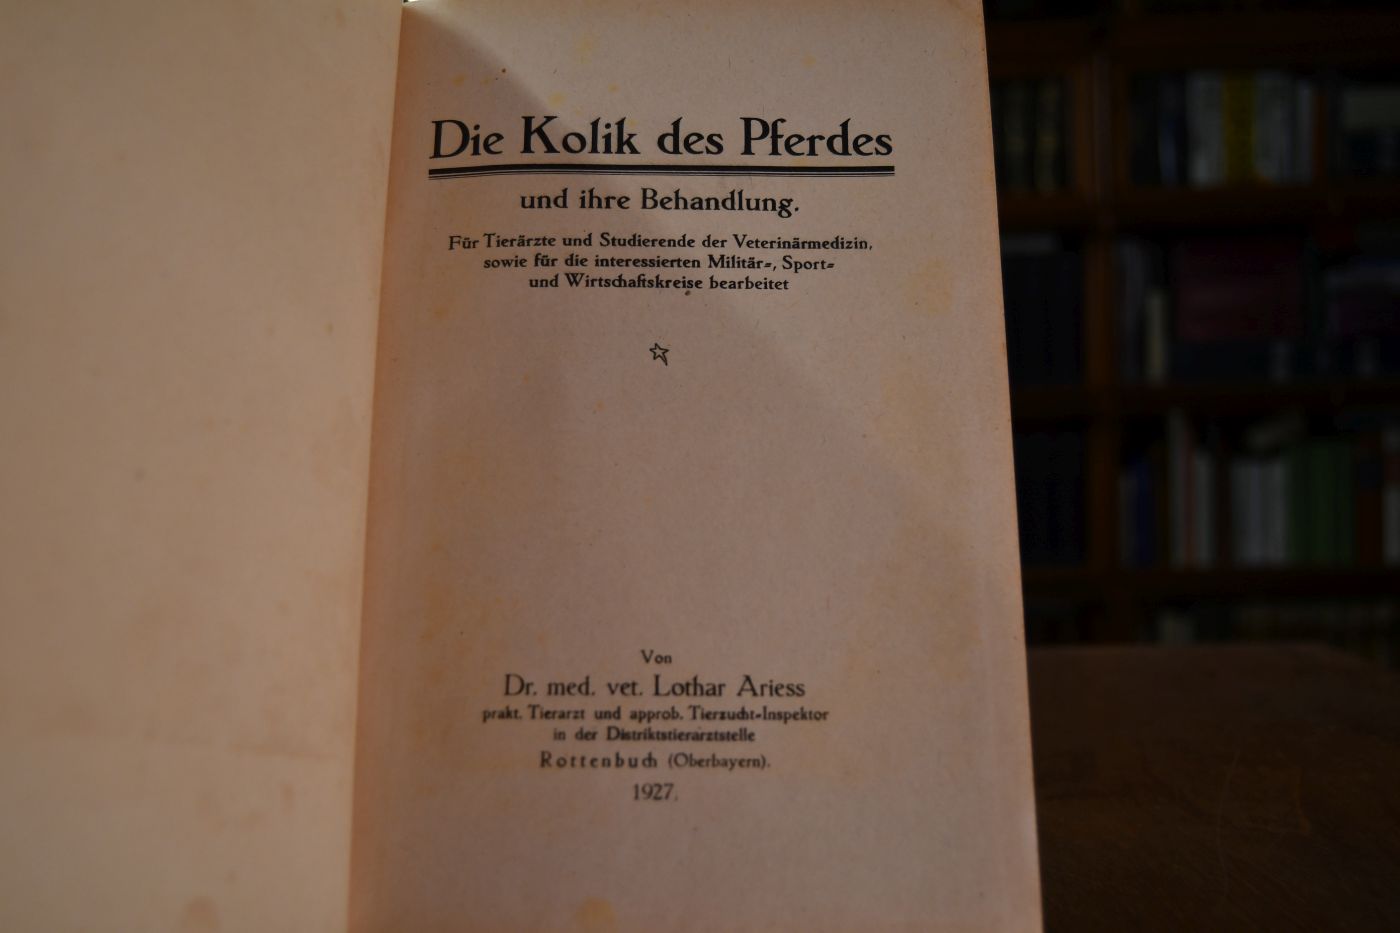 Die Kolik des Pferdes
und ihre Behandlung.
Für Tierärzte und Studierende der Veterinärmedizin,
sowie für die interessierten Militär=, Sport=
und Wirtschaftskreise bearbeitet
Von
Dr. med. vet. Lothar Ariess
prakt. Tierarzt und approb. Tierzucht=Inspektor
in der Distriktstierarztstelle
Rottenbuch (Oberbayern).
1927.